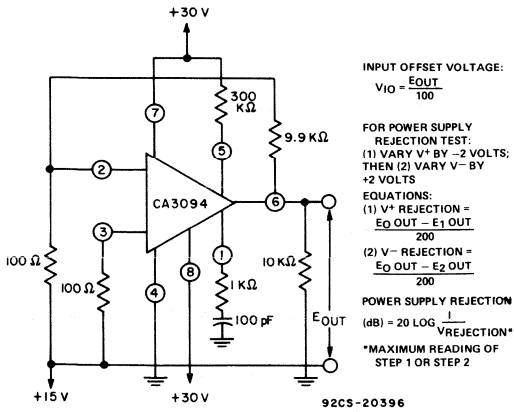 +30 V
7
300
KΩ
5
9.9 KΩ
2
CA3094
6
3
1
8
100 Ω
100 Ω
4
1 KΩ
100 pF
10 KΩ
EOUT
+15 V
+30 V
INPUT OFFSET VOLTAGE:
VIO = EOUT
100
FOR POWER SUPPLY
REJECTION TEST:
(1) VARY V+ BY −2 VOLTS;
THEN (2) VARY V− BY
+2 VOLTS
EQUATIONS:
(1) V+ REJECTION =
EO OUT − E1 OUT
200
(2) V− REJECTION =
EO OUT − E2 OUT
200
POWER SUPPLY REJECTION
(dB) = 20 LOG 1
VREJECTION*
*MAXIMUM READING OF
STEP 1 OR STEP 2
92CS-20396